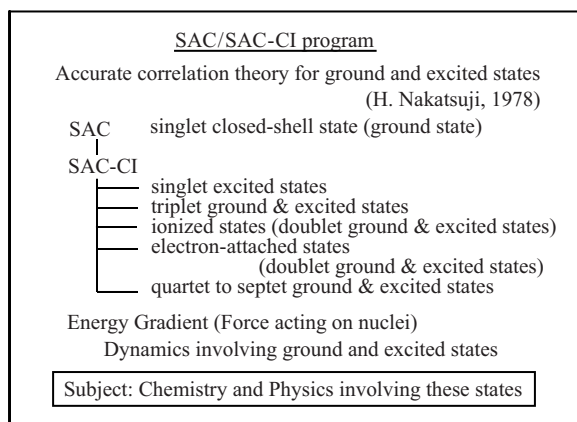 SAC/SAC-CI program
Accurate correlation theory for ground and excited states
(H. Nakatsuji, 1978)
SAC singlet closed-shell state (ground state)
SAC-CI
singlet excited states
triplet ground & excited states
ionized states (doublet ground & excited states)
electron-attached states
(doublet ground & excited states)
quartet to septet ground & excited states
Energy Gradient (Force acting on nuclei)
Dynamics involving ground and excited states
Subject: Chemistry and Physics involving these states